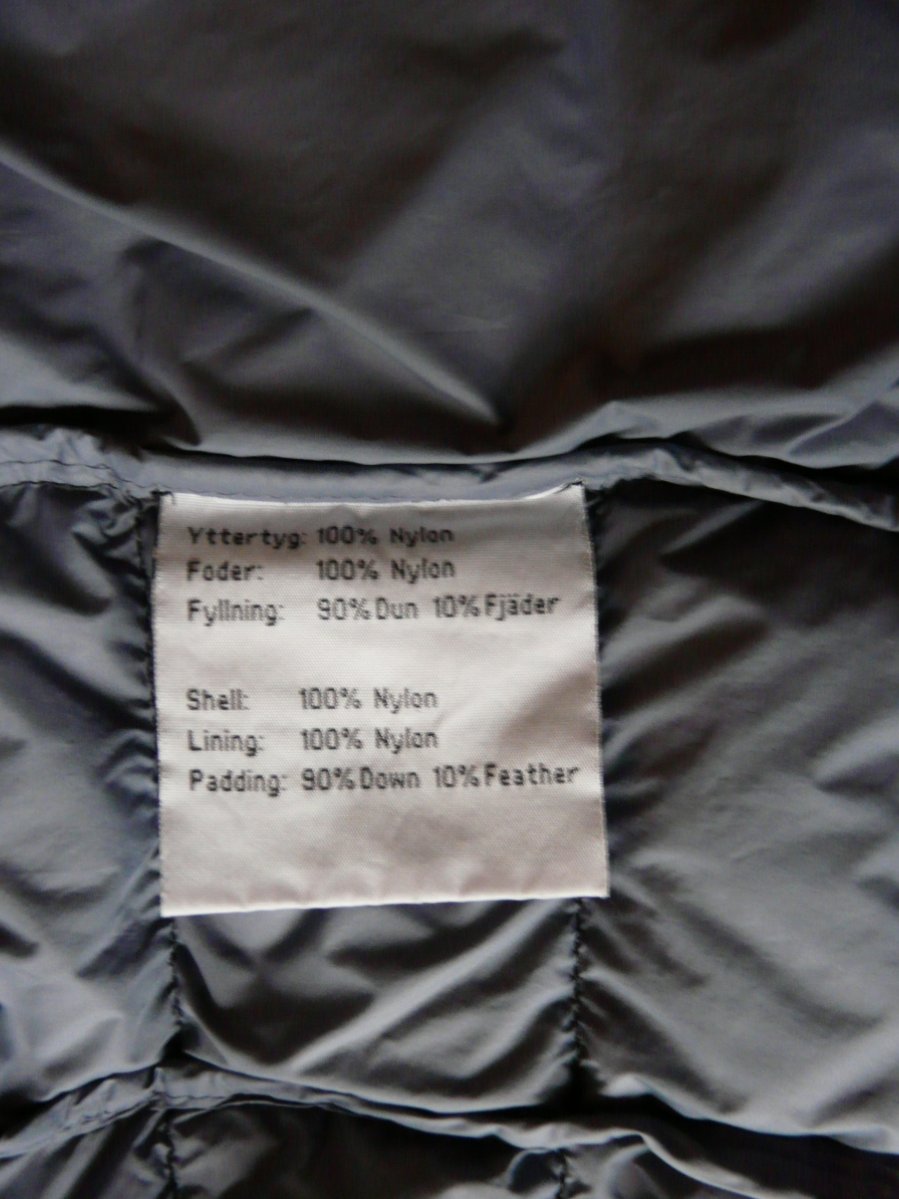 Yttertyg: 100% Nylon
Foder: 100% Nylon
Fyllning: 90% Dun 10% Fjäder
Shell: 100% Nylon
Lining: 100% Nylon
Padding: 90% Down 10% Feather